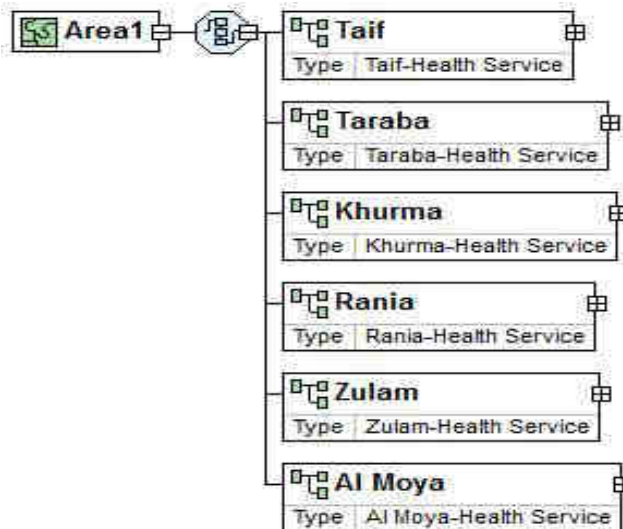 Area1
Taif
Type Taif-Health Service
Taraba
Type Taraba-Health Service
Khurma
Type Khurma-Health Service
Rania
Type Rania-Health Service
Zulam
Type Zulam-Health Service
Al Moya
Type Al Moya-Health Service